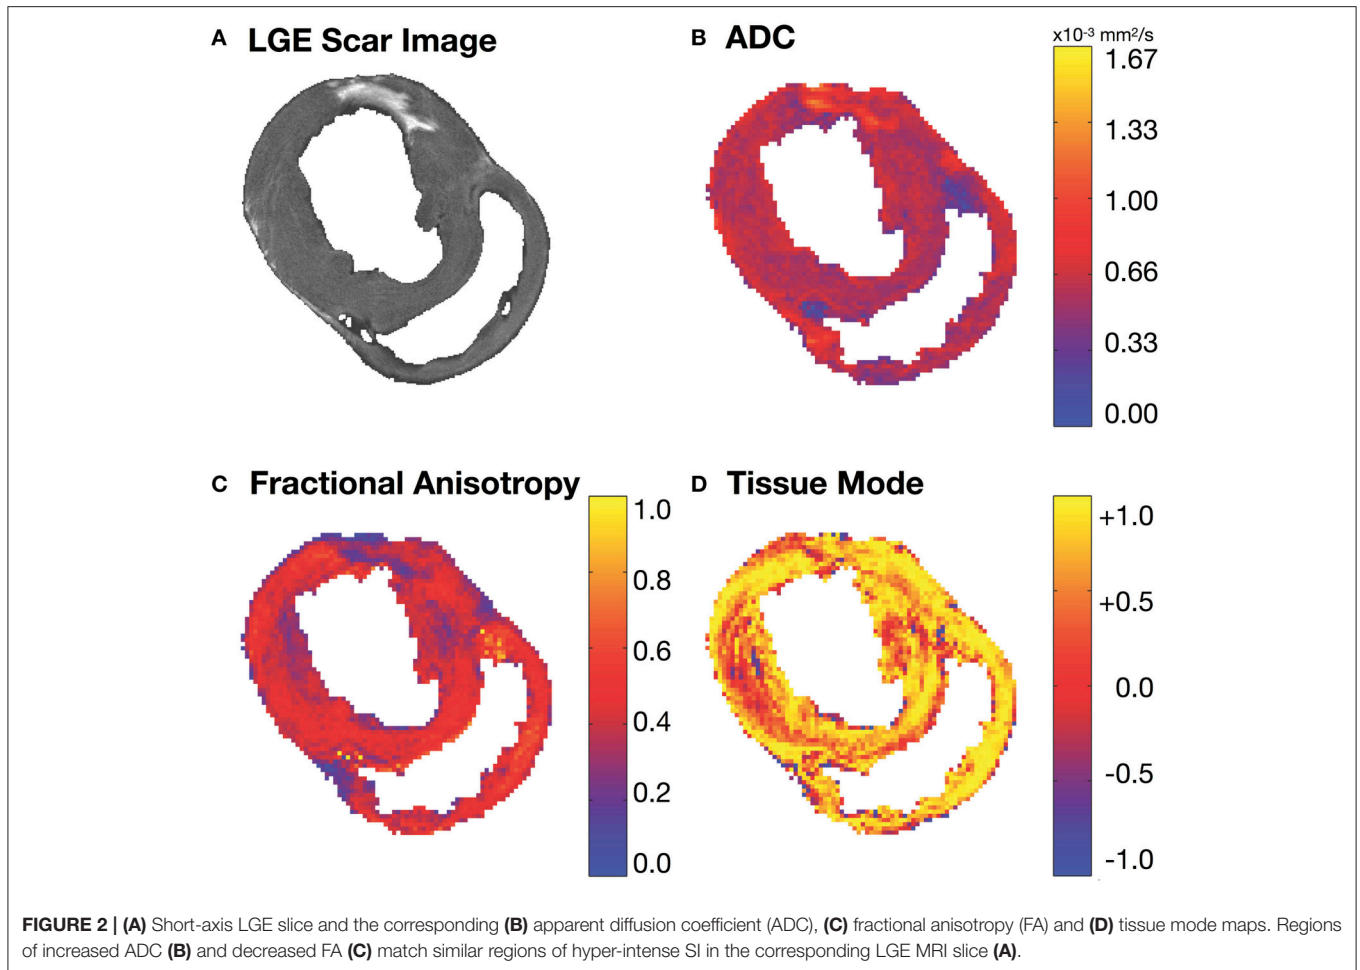 A LGE Scar Image
B ADC
x10⁻³ mm²/s
1.67
1.33
1.00
0.66
0.33
0.00
C Fractional Anisotropy
1.0
0.8
0.6
0.4
0.2
0.0
D Tissue Mode
+1.0
+0.5
0.0
-0.5
-1.0
FIGURE 2 | (A) Short-axis LGE slice and the corresponding (B) apparent diffusion coefficient (ADC), (C) fractional anisotropy (FA) and (D) tissue mode maps. Regions
of increased ADC (B) and decreased FA (C) match similar regions of hyper-intense SI in the corresponding LGE MRI slice (A).